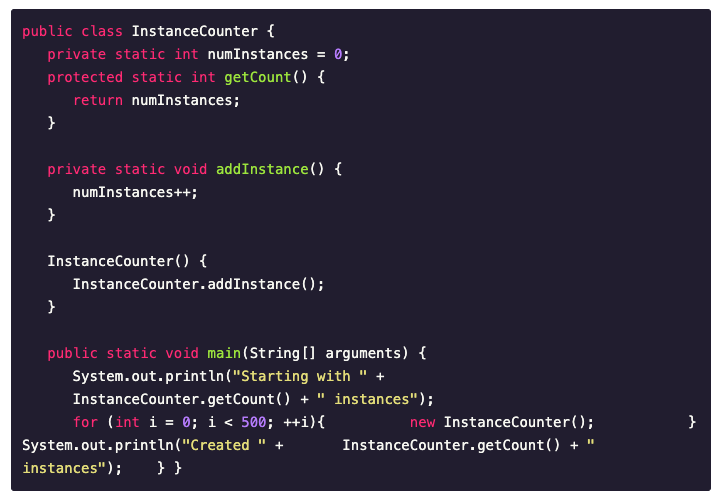 public class InstanceCounter {
private static int numInstances = 0;
protected static int getCount() {
return numInstances;
}
private static void addInstance() {
numInstances++;
}
InstanceCounter() {
InstanceCounter.addInstance();
}
public static void main(String[] arguments) {
System.out.println("Starting with " +
InstanceCounter.getCount() + " instances");
for (int i = 0; i < 500; ++i){          new InstanceCounter();           }
System.out.println("Created " +       InstanceCounter.getCount() + "
instances");    } }